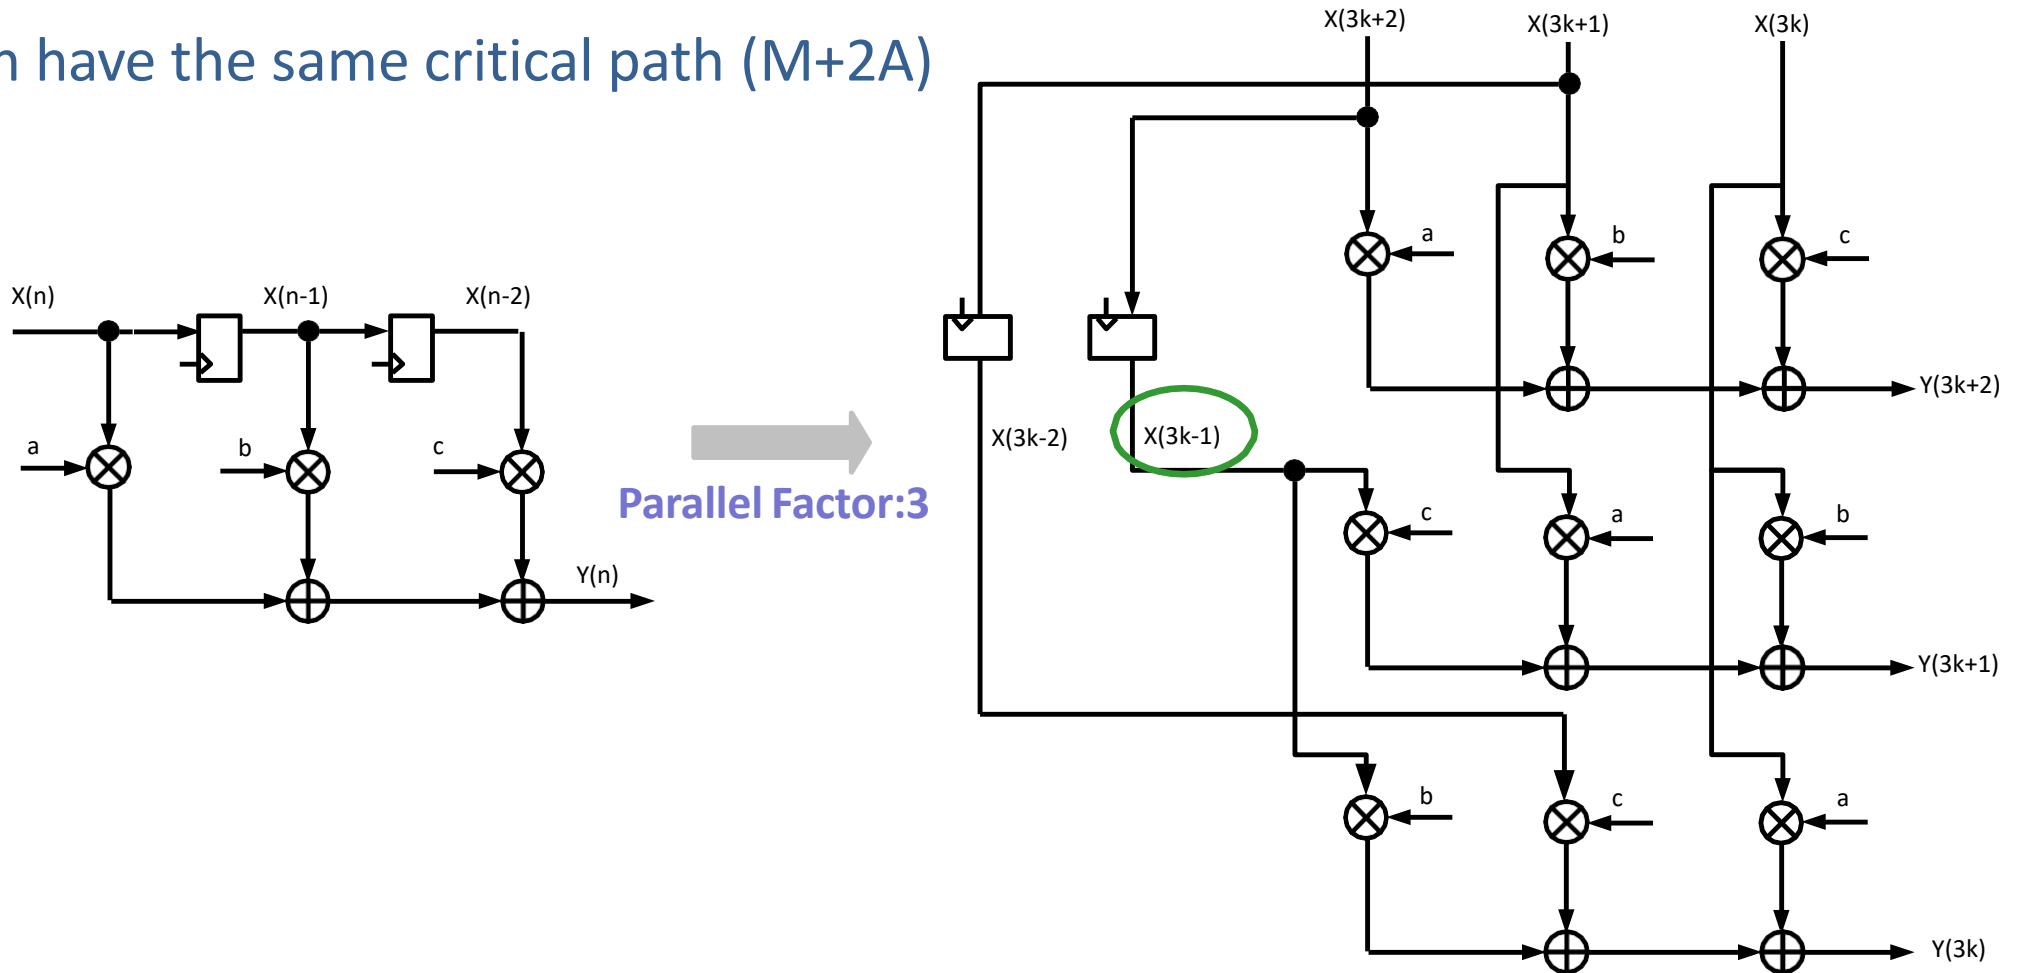 n have the same critical path (M+2A)
X(3k+2)
X(3k+1)
X(3k)
a
b
c
X(n)
X(n-1)
X(n-2)
a
b
c
Y(n)
Parallel Factor:3
Y(3k+2)
X(3k-2)
X(3k-1)
c
a
b
Y(3k+1)
b
c
a
Y(3k)